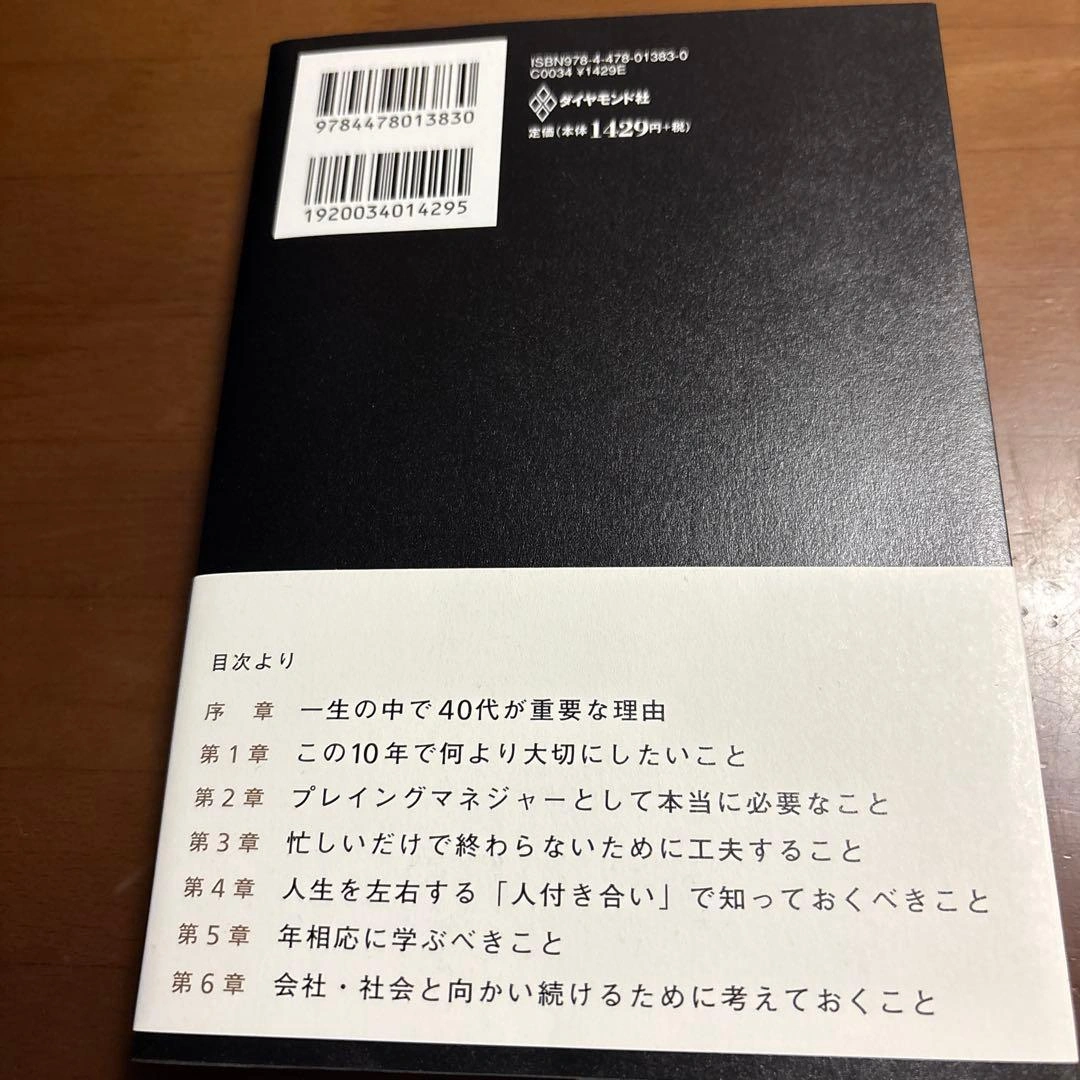 9784478013830
1920034014295
ISBN978-4-478-01383-0
C0034 ¥1429E
ダイヤモンド社
定価(本体1429円+税)
目次より
序 章 一生の中で40代が重要な理由
第1章 この10年で何より大切にしたいこと
第2章 プレイングマネジャーとして本当に必要なこと
第3章 忙しいだけで終わらないために工夫すること
第4章 人生を左右する「人付き合い」で知っておくべきこと
第5章 年相応に学ぶべきこと
第6章 会社・社会と向かい続けるために考えておくこと